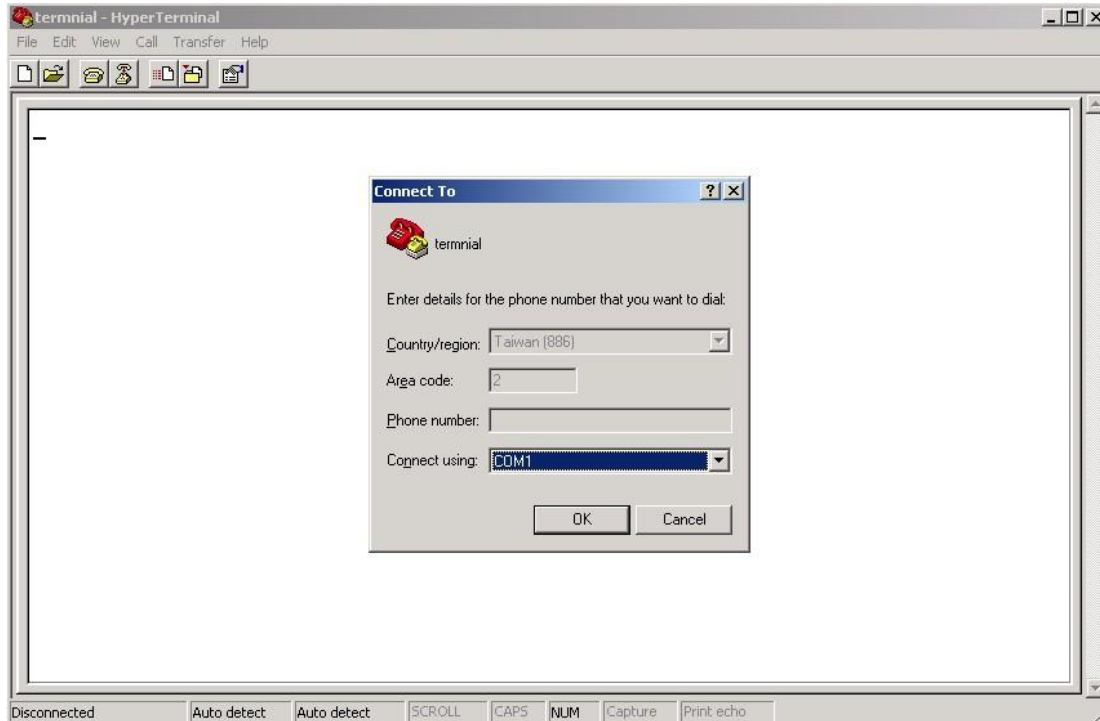 termnial - HyperTerminal
File Edit View Call Transfer Help
Connect To
termnial
Enter details for the phone number that you want to dial:
Country/region: Taiwan (886)
Area code: 2
Phone number:
Connect using: COM1
OK Cancel
Disconnected Auto detect Auto detect SCROLL CAPS NUM Capture Print echo